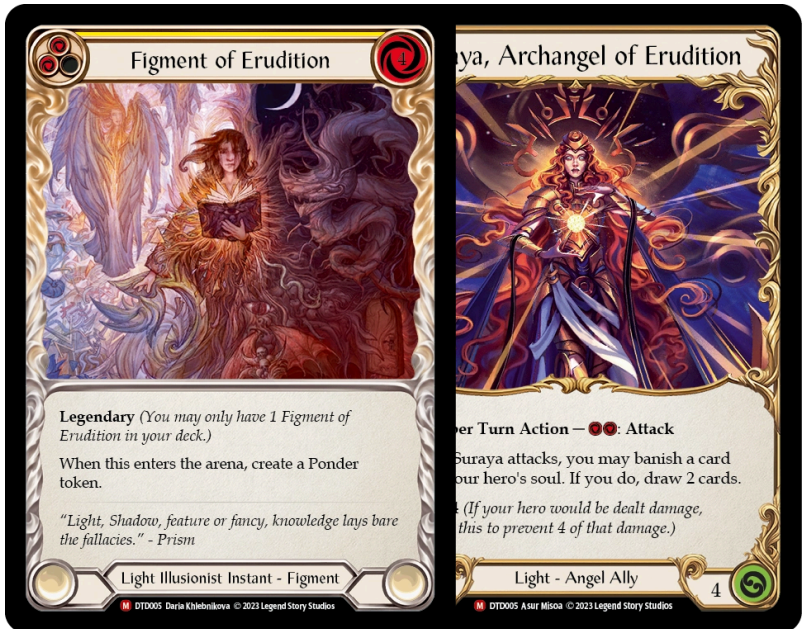 Figment of Erudition
4
Legendary (You may only have 1 Figment of
Erudition in your deck.)
When this enters the arena, create a Ponder
token.
“Light, Shadow, feature or fancy, knowledge lays bare
the fallacies.” - Prism
Light Illusionist Instant - Figment
M DTD005 Daria Khlebnikova © 2023 Legend Story Studios
ya, Archangel of Erudition
er Turn Action — : Attack
Suraya attacks, you may banish a card
our hero's soul. If you do, draw 2 cards.
4 (If your hero would be dealt damage,
this to prevent 4 of that damage.)
Light - Angel Ally
4
M DTD005 Asur Misoa © 2023 Legend Story Studios